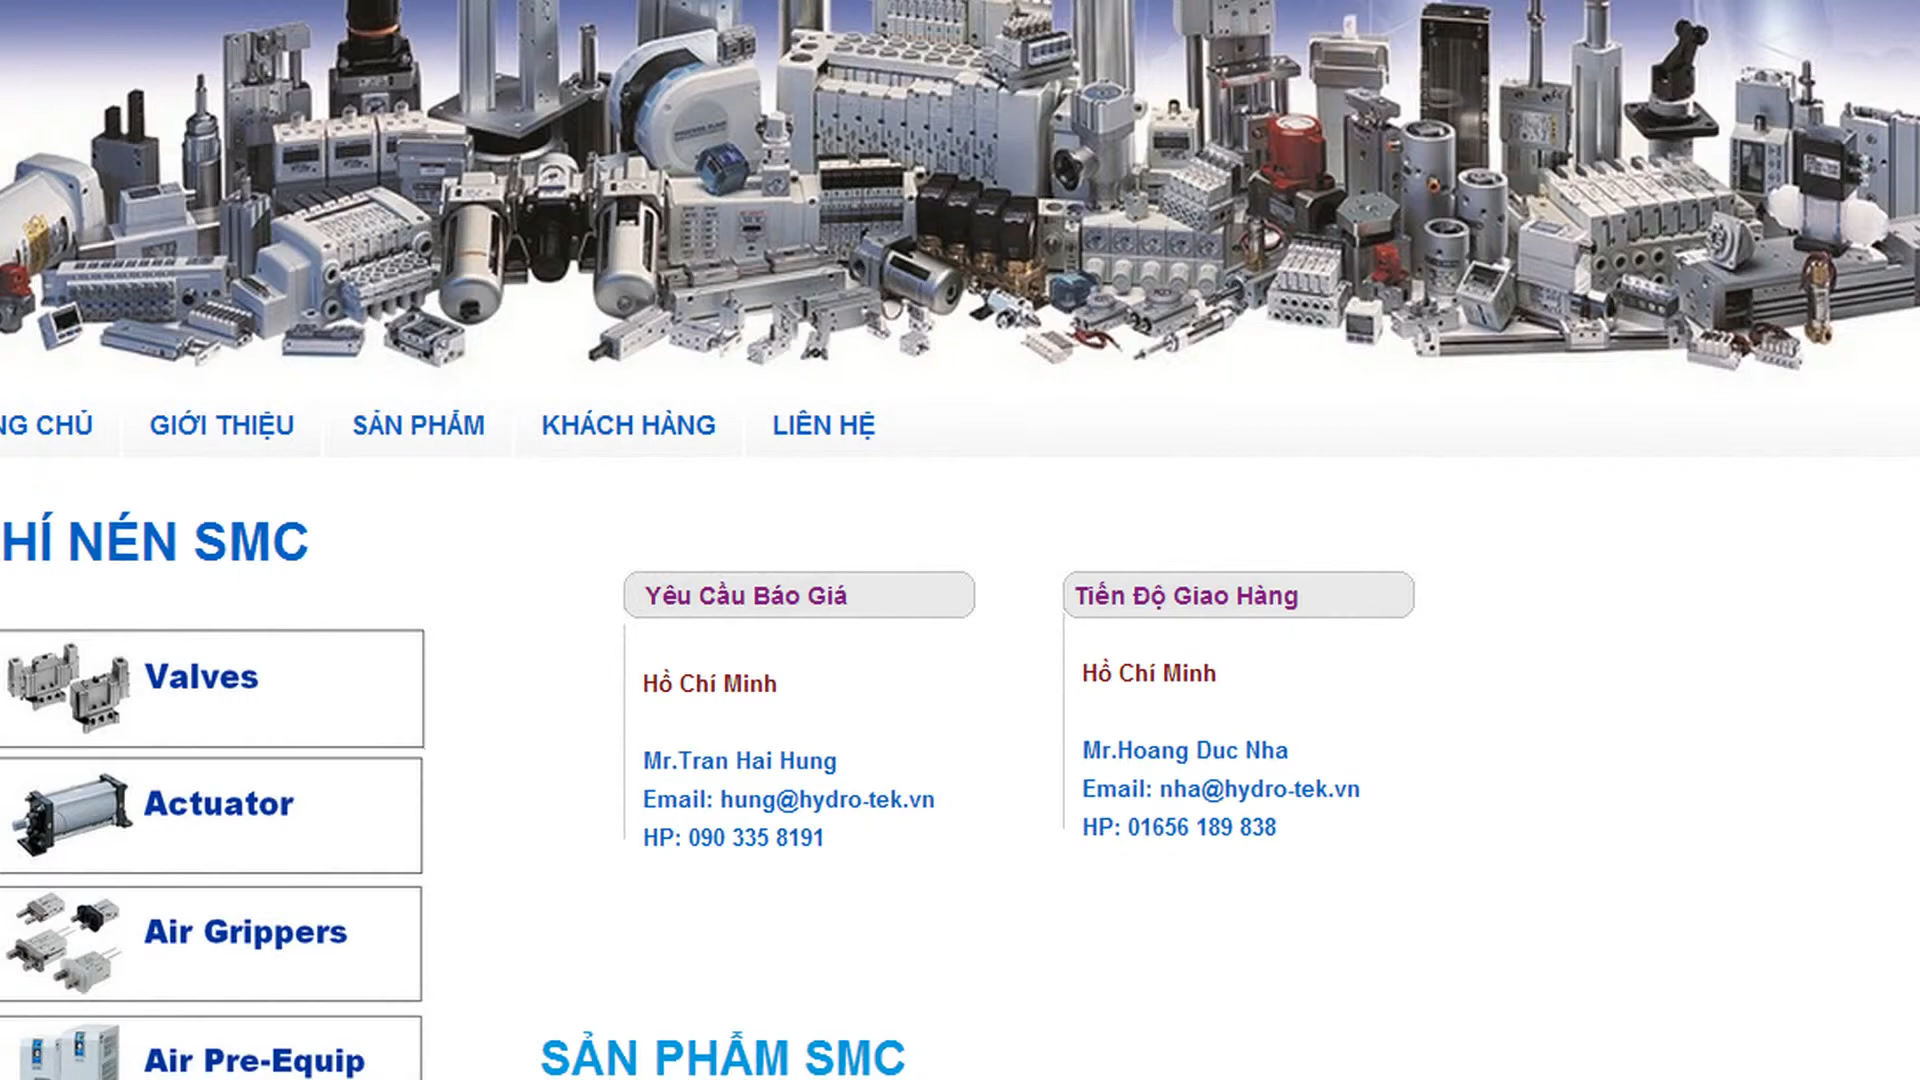 NG CHỦ GIỚI THIỆU SẢN PHẨM KHÁCH HÀNG LIÊN HỆ
HÍ NÉN SMC
Valves
Actuator
Air Grippers
Air Pre-Equip
Yêu Cầu Báo Giá
Hồ Chí Minh
Mr.Tran Hai Hung
Email: hung@hydro-tek.vn
HP: 090 335 8191
Tiến Độ Giao Hàng
Hồ Chí Minh
Mr.Hoang Duc Nha
Email: nha@hydro-tek.vn
HP: 01656 189 838
SẢN PHẨM SMC